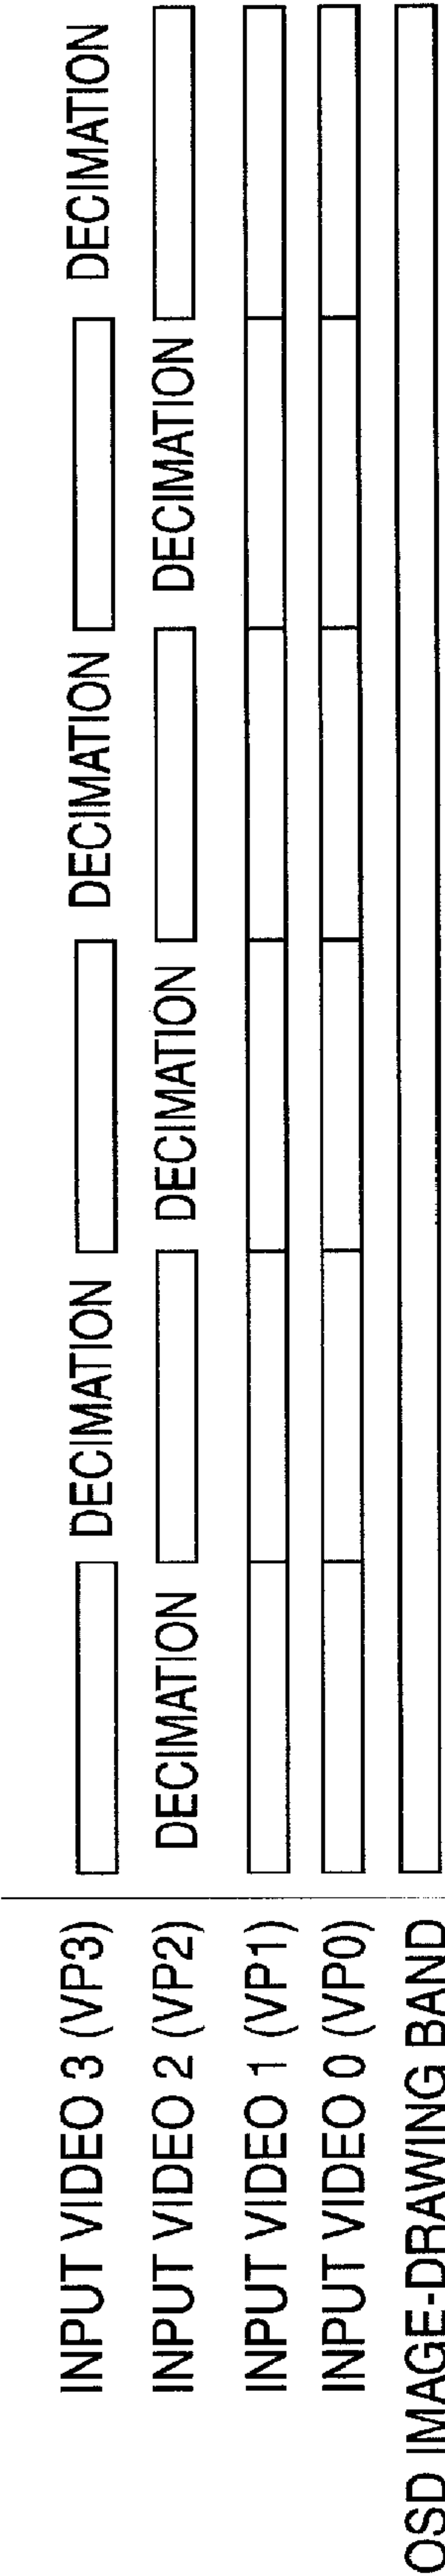 INPUT VIDEO 3 (VP3) DECIMATION DECIMATION DECIMATION
INPUT VIDEO 2 (VP2) DECIMATION DECIMATION DECIMATION
INPUT VIDEO 1 (VP1)
INPUT VIDEO 0 (VP0)
OSD IMAGE-DRAWING BAND